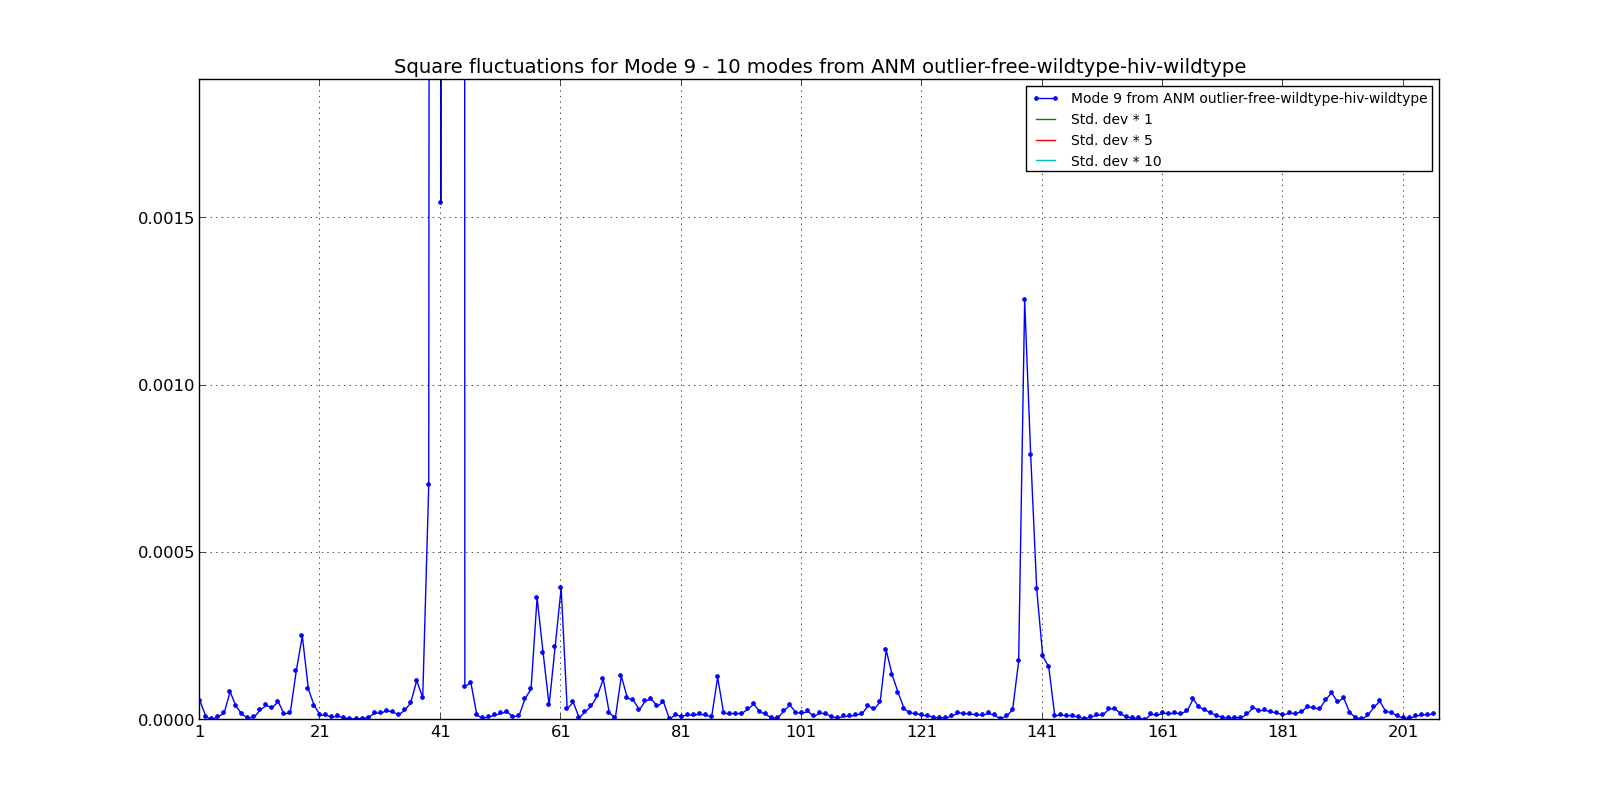 Square fluctuations for Mode 9 - 10 modes from ANM outlier-free-wildtype-hiv-wildtype
Mode 9 from ANM outlier-free-wildtype-hiv-wildtype
Std. dev * 1
Std. dev * 5
Std. dev * 10
0.0015
0.0010
0.0005
0.0000
1 21 41 61 81 101 121 141 161 181 201